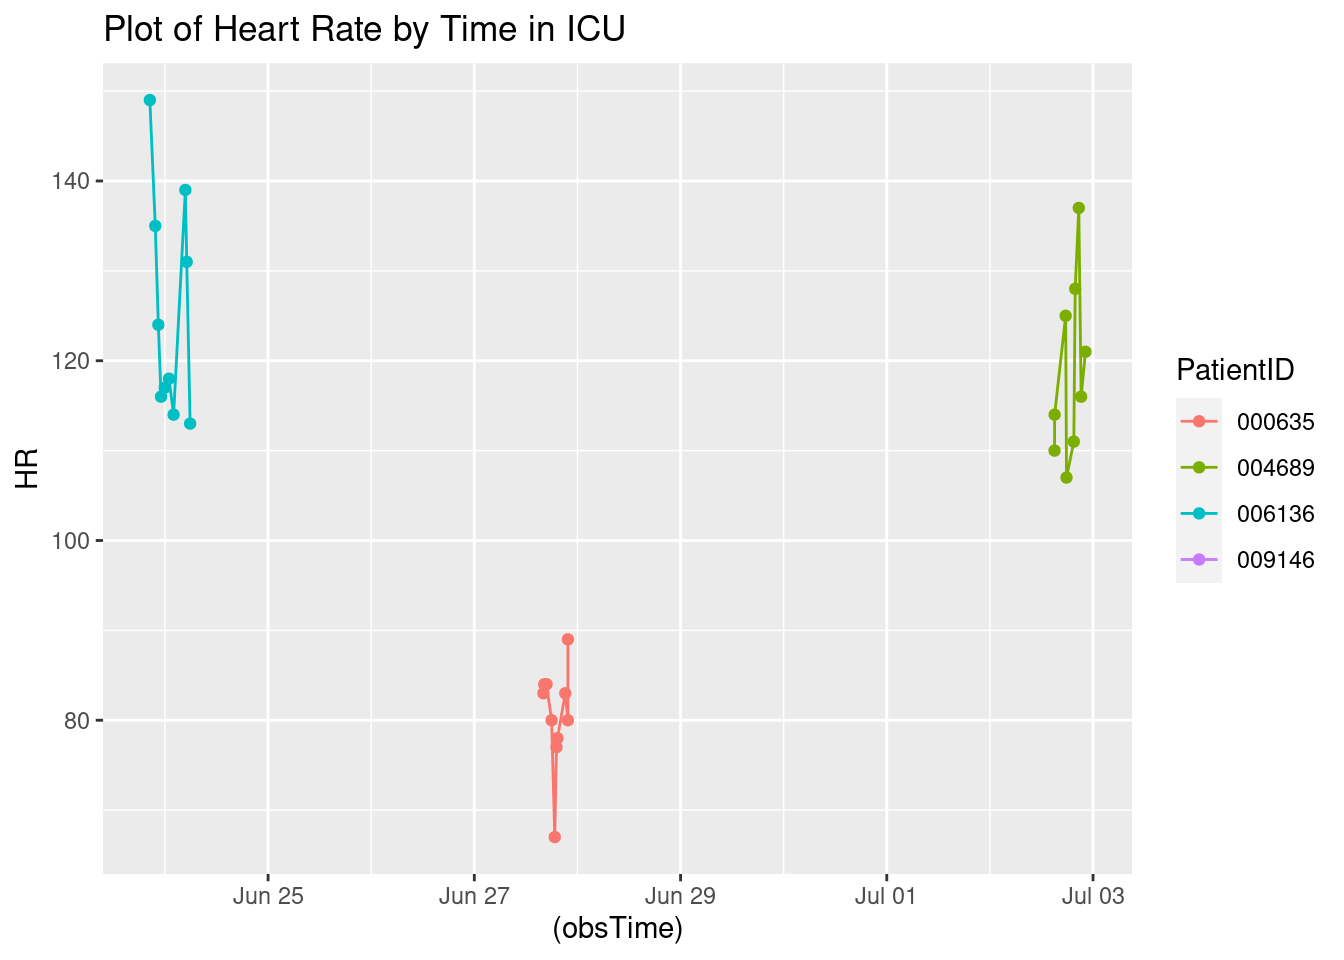 Plot of Heart Rate by Time in ICU
140
120
100
80
HR
Jun 25 Jun 27 Jun 29 Jul 01 Jul 03
(obsTime)
PatientID
000635
004689
006136
009146